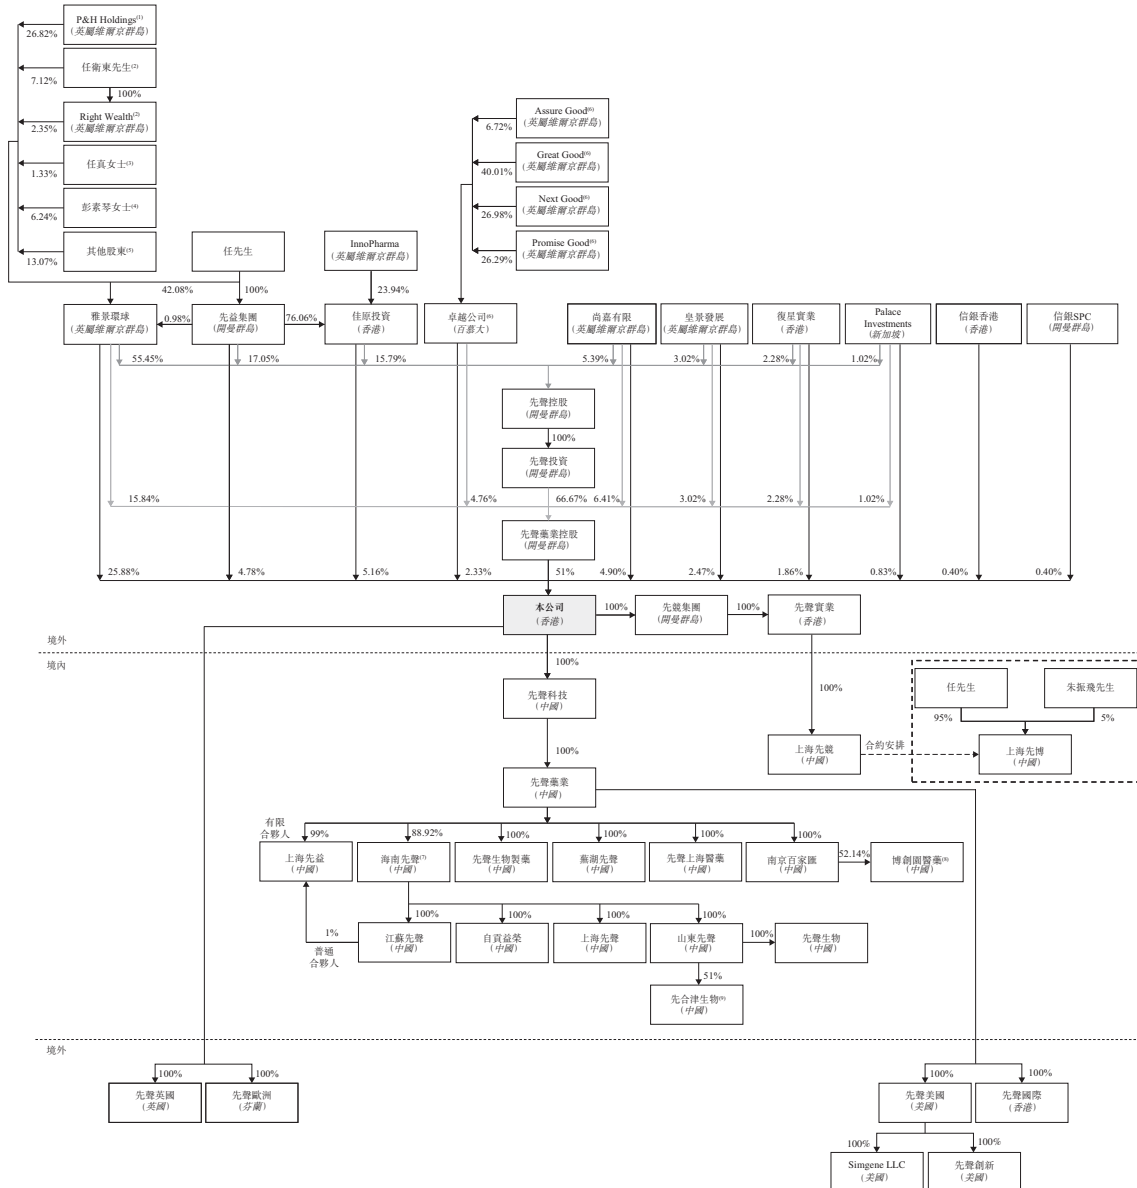 P&H Holdings(1)
(英屬維爾京群島)
26.82%
任衛東先生(2)
7.12%
100%
Right Wealth(2)
(英屬維爾京群島)
2.35%
任真女士(3)
1.33%
彭素琴女士(4)
6.24%
其他股東(5)
13.07%
任先生
InnoPharma
(英屬維爾京群島)
Assure Good(6)
(英屬維爾京群島)
6.72%
Great Good(6)
(英屬維爾京群島)
40.01%
Next Good(6)
(英屬維爾京群島)
26.98%
Promise Good(6)
(英屬維爾京群島)
26.29%
42.08%
100%
23.94%
雅景環球
(英屬維爾京群島)
0.98%
先益集團
(開曼群島)
76.06%
佳原投資
(香港)
卓越公司(6)
(百慕大)
尚嘉有限
(英屬維爾京群島)
皇景發展
(英屬維爾京群島)
復星實業
(香港)
Palace
Investments
(新加坡)
信銀香港
(香港)
信銀SPC
(開曼群島)
55.45%
17.05%
15.79%
5.39%
3.02%
2.28%
1.02%
先聲控股
(開曼群島)
100%
先聲投資
(開曼群島)
15.84%
4.76%
66.67%
6.41%
3.02%
2.28%
1.02%
先聲藥業控股
(開曼群島)
25.88%
4.78%
5.16%
2.33%
51%
4.90%
2.47%
1.86%
0.83%
0.40%
0.40%
本公司
(香港)
100%
先競集團
(開曼群島)
100%
先聲實業
(香港)
境外
境內
100%
100%
先聲科技
(中國)
任先生
朱振飛先生
95%
5%
100%
上海先競
(中國)
合約安排
上海先博
(中國)
先聲藥業
(中國)
有限
合夥人
99%
88.92%
100%
100%
100%
100%
上海先益
(中國)
海南先聲(7)
(中國)
先聲生物製藥
(中國)
蕪湖先聲
(中國)
先聲上海醫藥
(中國)
南京百家匯
(中國)
52.14%
博創園醫藥(8)
(中國)
100%
100%
100%
100%
1%
普通
合夥人
江蘇先聲
(中國)
自貢益榮
(中國)
上海先聲
(中國)
山東先聲
(中國)
100%
先聲生物
(中國)
51%
先合津生物(9)
(中國)
境外
100%
100%
100%
100%
先聲英國
(英國)
先聲歐洲
(芬蘭)
先聲美國
(美國)
先聲國際
(香港)
100%
100%
Simgene LLC
(美國)
先聲創新
(美國)